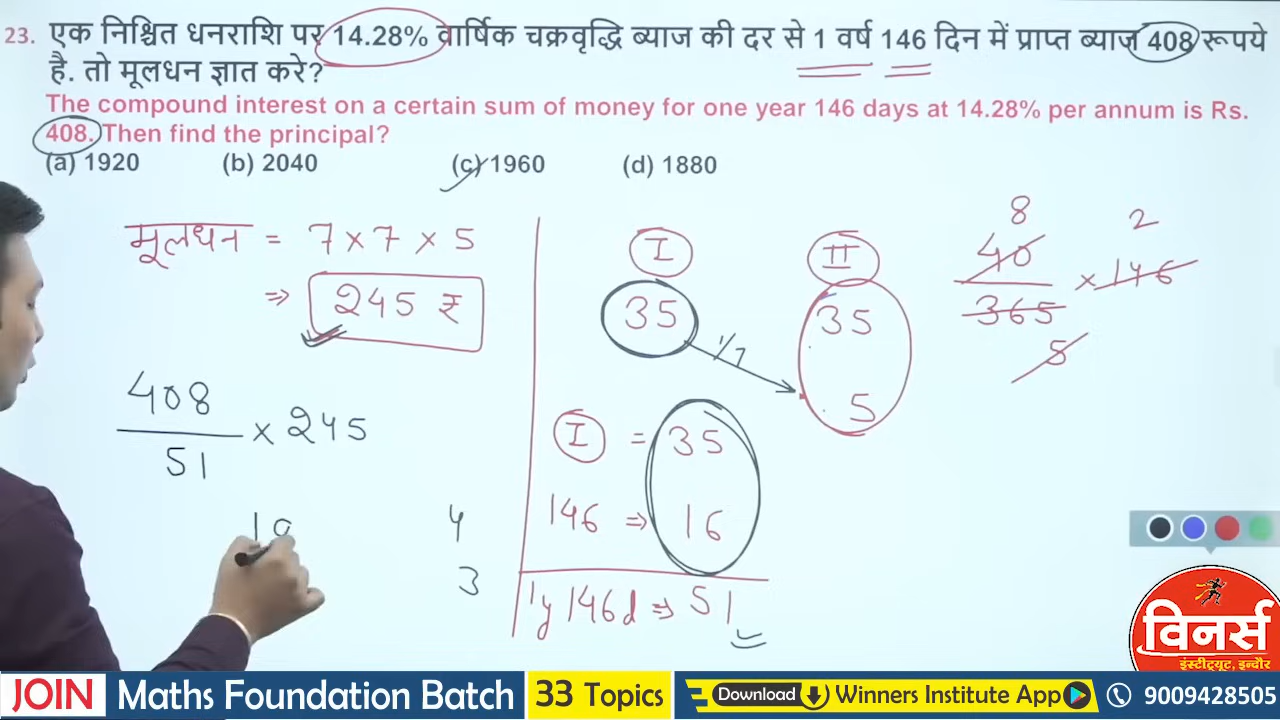 23. एक निश्चित धनराशि पर 14.28% वार्षिक चक्रवृद्धि ब्याज की दर से 1 वर्ष 146 दिन में प्राप्त ब्याज 408 रूपये
है. तो मूलधन ज्ञात करे?
The compound interest on a certain sum of money for one year 146 days at 14.28% per annum is Rs.
408. Then find the principal?
(a) 1920 (b) 2040 (c) 1960 (d) 1880
मूलधन = 7 × 7 × 5
⇒ 245 ₹
408
51
× 245
19
4
3
I II
35 35
1/7
5
I = 35
146 ⇒ 16
1y 146d ⇒ 51
8 2
40 × 146
365
5
विनर्स
इंस्टीट्यूट, इन्दौर
JOIN Maths Foundation Batch 33 Topics Download Winners Institute App 9009428505